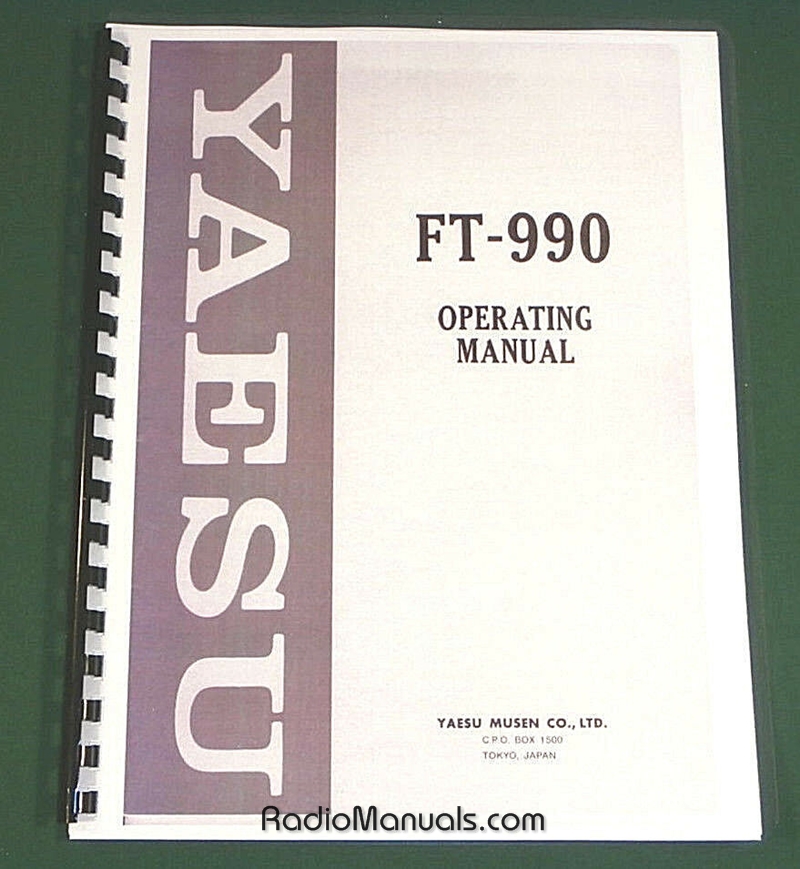 YAESU
FT-990
OPERATING
MANUAL
YAESU MUSEN CO., LTD.
C.P.O. BOX 1500
TOKYO, JAPAN
RadioManuals.com